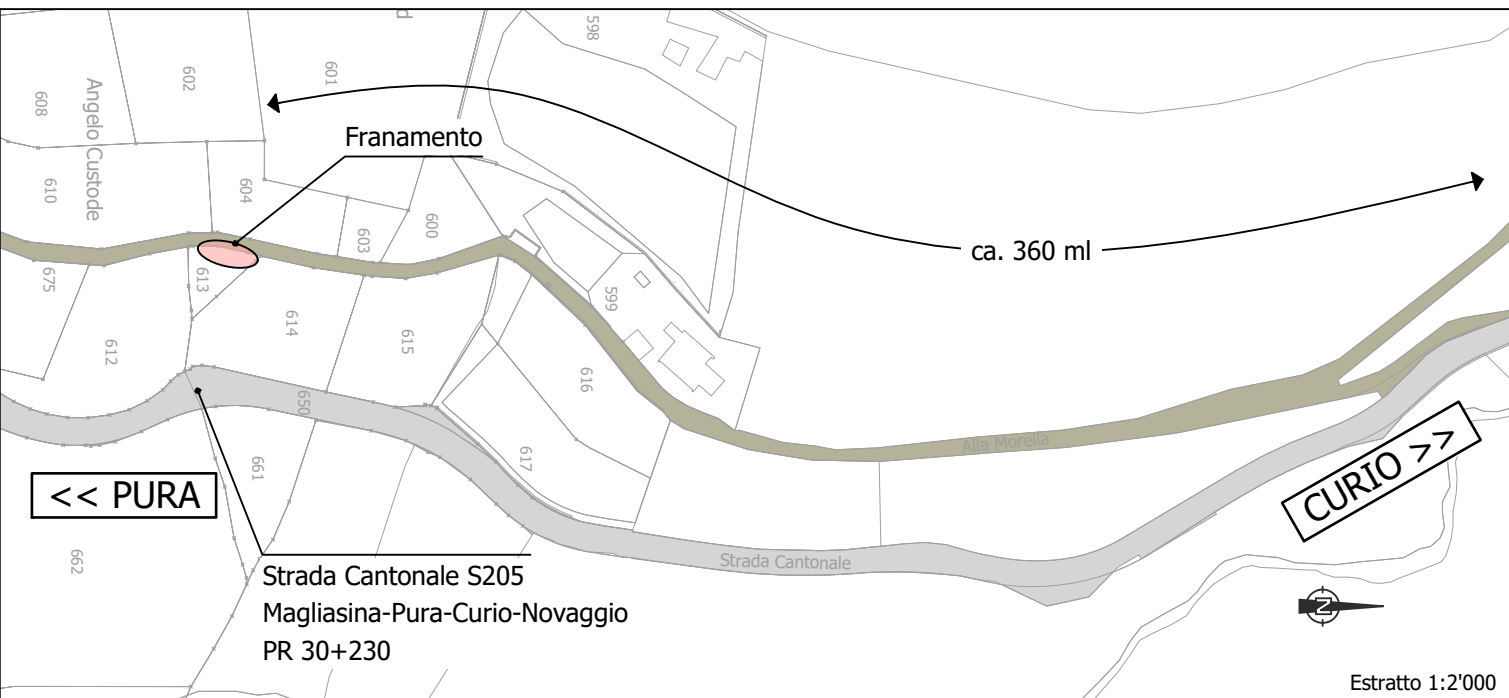 598
601
602
608
Angelo Custode
Franamento
610
604
603
600
ca. 360 ml
675
613
599
614
615
612
616
650
Alla Morella
617
661
<< PURA
CURIO >>
662
Strada Cantonale
Strada Cantonale S205
Magliasina-Pura-Curio-Novaggio
PR 30+230
N
Estratto 1:2'000